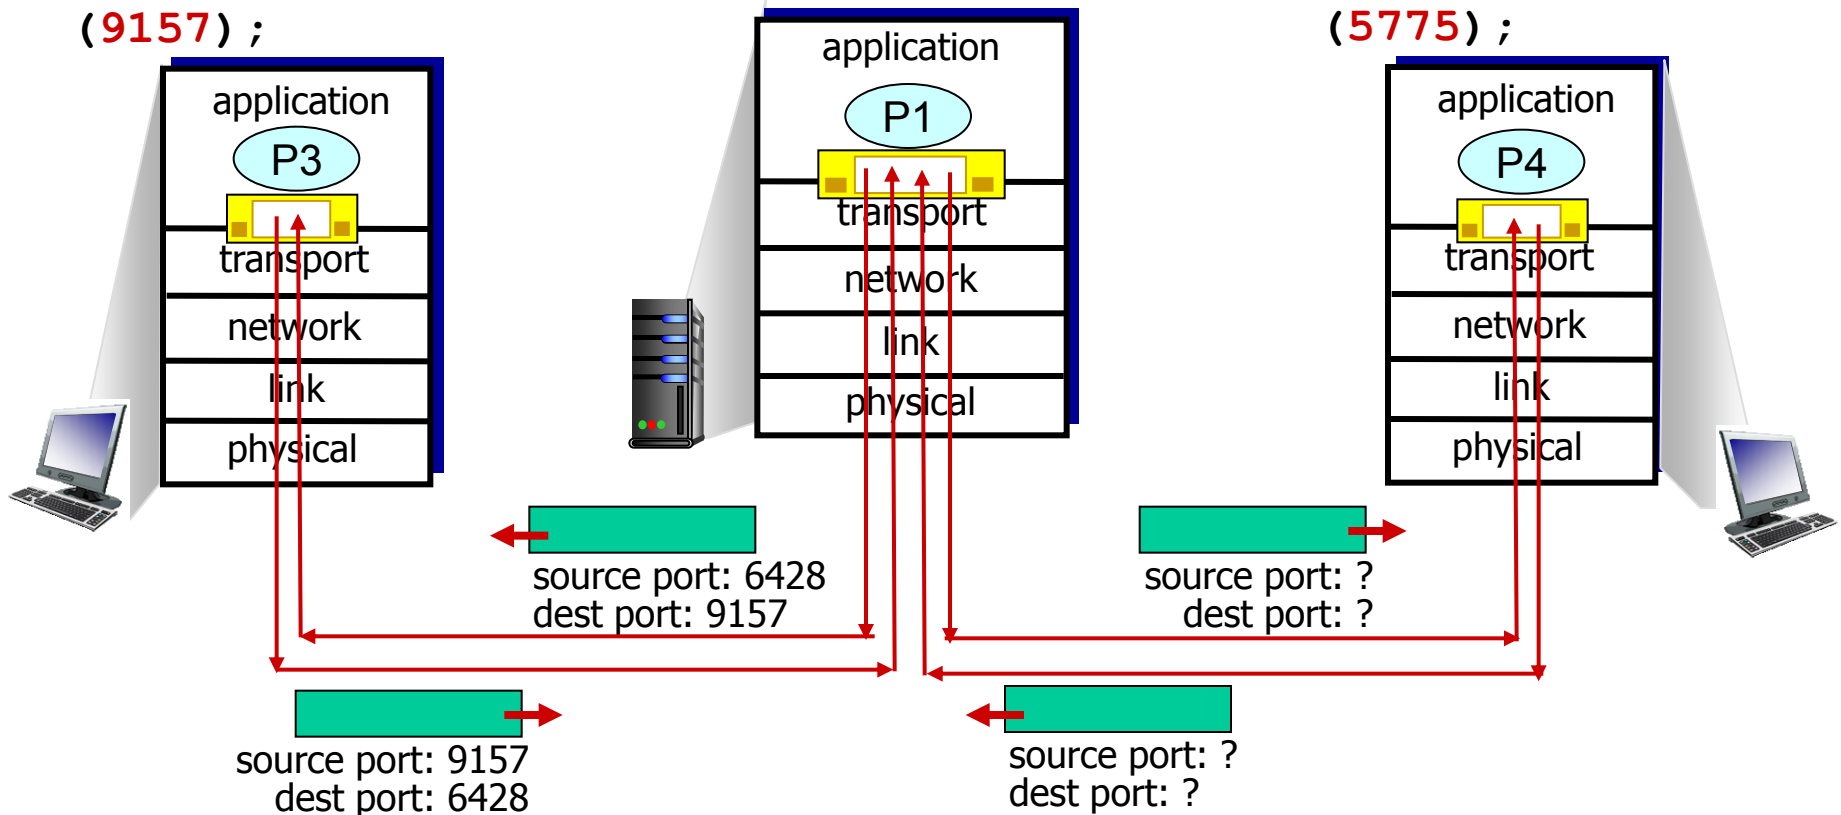 (9157);
application
P3
transport
network
link
physical
application
P1
transport
network
link
physical
(5775);
application
P4
transport
network
link
physical
source port: 6428
dest port: 9157
source port: ?
dest port: ?
source port: 9157
dest port: 6428
source port: ?
dest port: ?